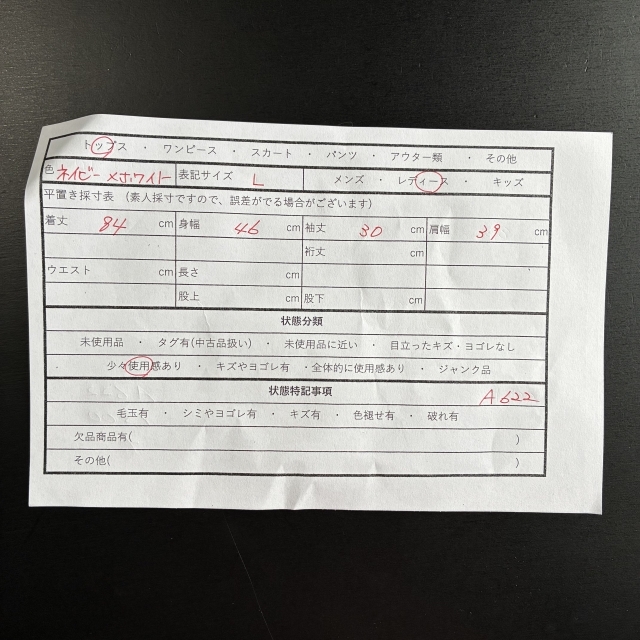 トップス ・ ワンピース ・ スカート ・ パンツ ・ アウター類 ・ その他
色 ネイビー×ホワイト 表記サイズ L メンズ ・ レディース ・ キッズ
平置き採寸表 (素人採寸ですので、誤差がでる場合がございます)
着丈 84 cm 身幅 46 cm 袖丈 30 cm 肩幅 39 cm
裄丈 cm
ウエスト cm 長さ cm
股上 cm 股下 cm
状態分類
未使用品 ・ タグ有(中古品扱い) ・ 未使用品に近い ・ 目立ったキズ・ヨゴレなし
少々使用感あり ・ キズやヨゴレ有 ・全体的に使用感あり ・ ジャンク品
状態特記事項 A622
毛玉有 ・ シミやヨゴレ有 ・ キズ有 ・ 色褪せ有 ・ 破れ有
欠品商品有( )
その他( )